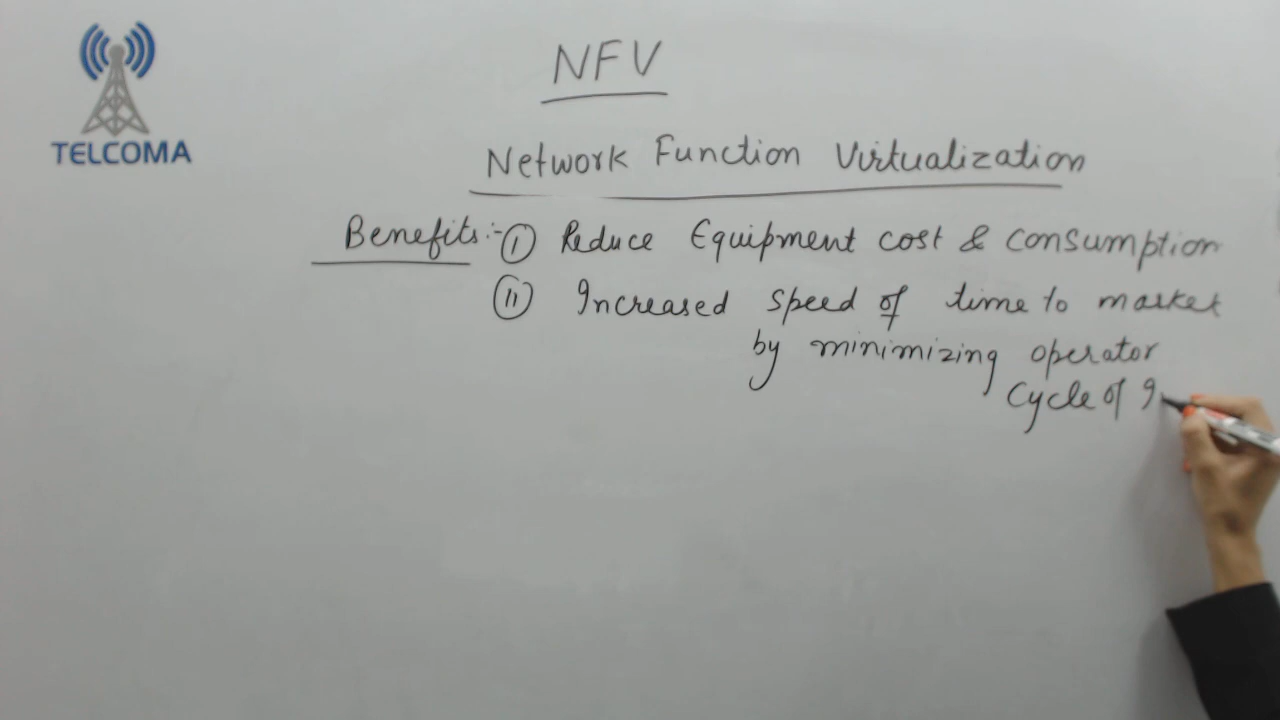 TELCOMA
NFV
Network Function Virtualization
Benefits:- (I) Reduce Equipment cost & consumption
(II) Increased speed of time to market
by minimizing operator
cycle of